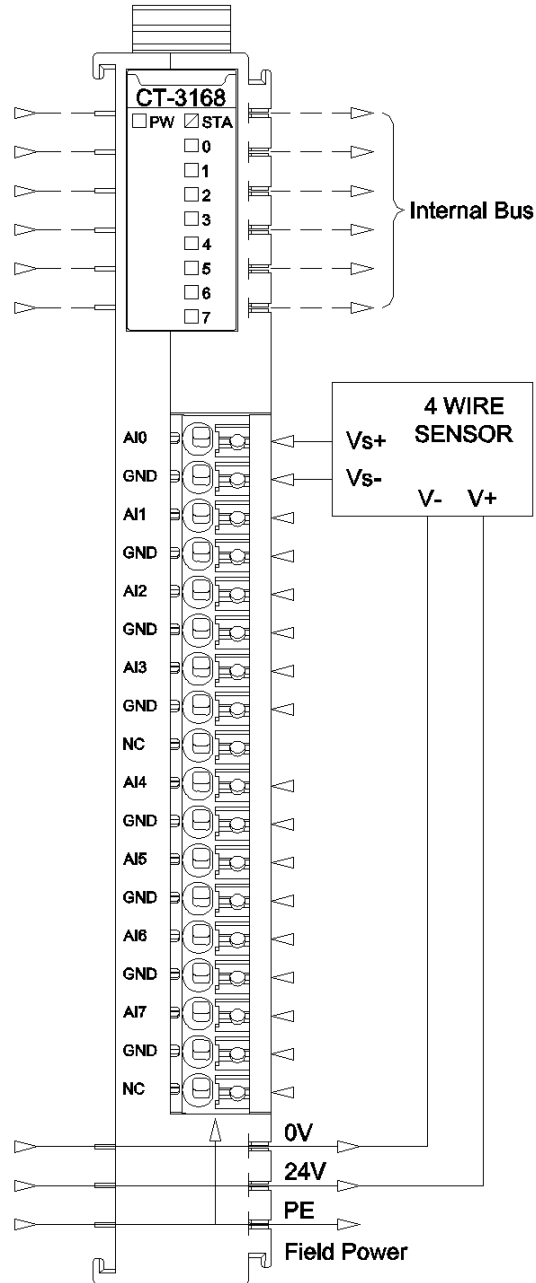 CT-3168
PW STA
0
1
2
3
4
5
6
7
Internal Bus
4 WIRE
SENSOR
Vs+
Vs-
V- V+
AI0
GND
AI1
GND
AI2
GND
AI3
GND
NC
AI4
GND
AI5
GND
AI6
GND
AI7
GND
NC
0V
24V
PE
Field Power